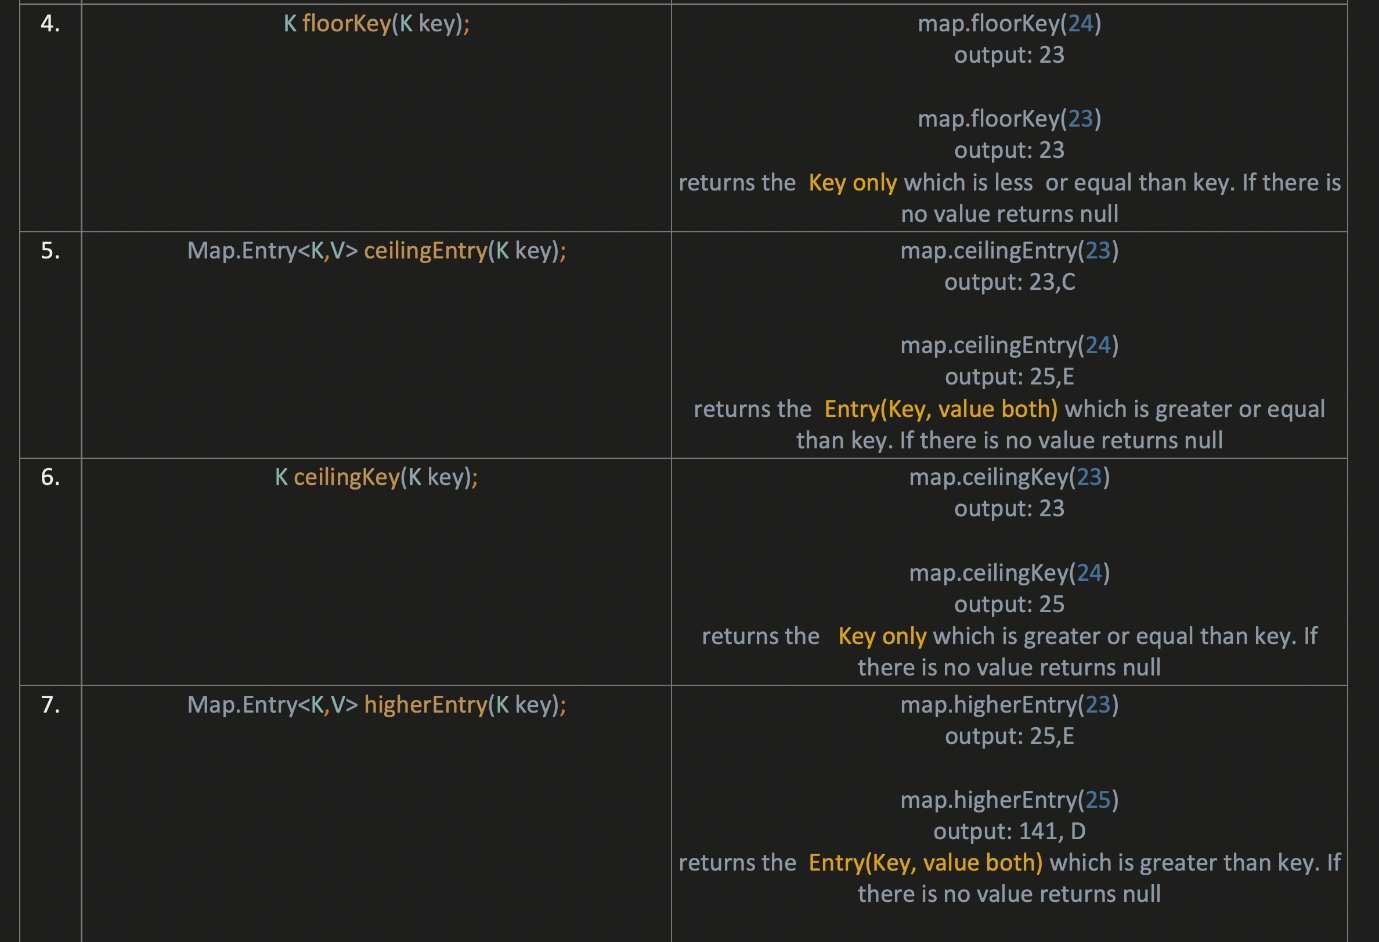 4.
K floorKey(K key);
map.floorKey(24)
output: 23
map.floorKey(23)
output: 23
returns the Key only which is less or equal than key. If there is
no value returns null
5.
Map.Entry<K,V> ceilingEntry(K key);
map.ceilingEntry(23)
output: 23,C
map.ceilingEntry(24)
output: 25,E
returns the Entry(Key, value both) which is greater or equal
than key. If there is no value returns null
6.
K ceilingKey(K key);
map.ceilingKey(23)
output: 23
map.ceilingKey(24)
output: 25
returns the Key only which is greater or equal than key. If
there is no value returns null
7.
Map.Entry<K,V> higherEntry(K key);
map.higherEntry(23)
output: 25,E
map.higherEntry(25)
output: 141, D
returns the Entry(Key, value both) which is greater than key. If
there is no value returns null